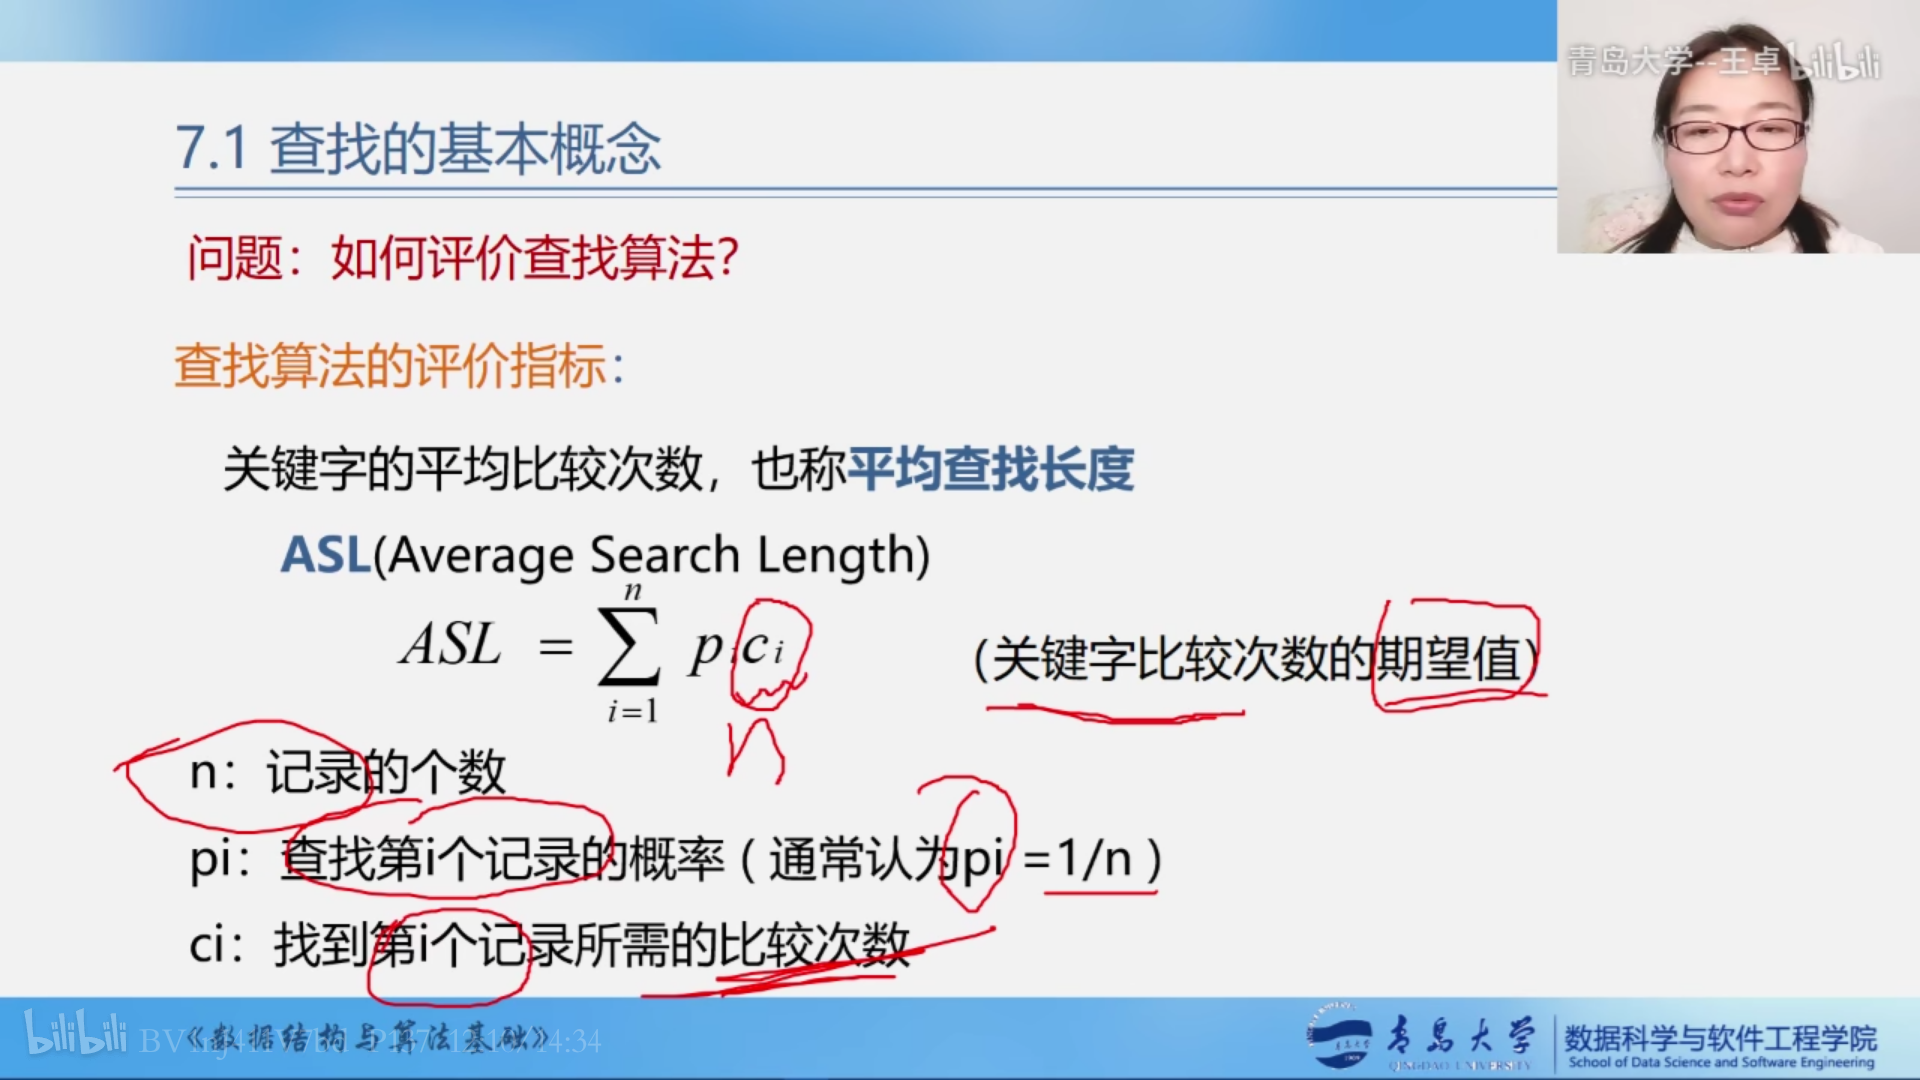 青岛大学--王卓 bilibili
7.1 查找的基本概念
问题：如何评价查找算法？
查找算法的评价指标：
关键字的平均比较次数，也称平均查找长度
ASL(Average Search Length)
n
ASL = ∑ pᵢcᵢ （关键字比较次数的期望值）
i=1
n
n：记录的个数
pi：查找第i个记录的概率（通常认为pi =1/n ）
ci：找到第i个记录所需的比较次数
bilibili
《数据结构与算法基础》
青岛大学 数据科学与软件工程学院
QINGDAO UNIVERSITY School of Data Science and Software Engineering